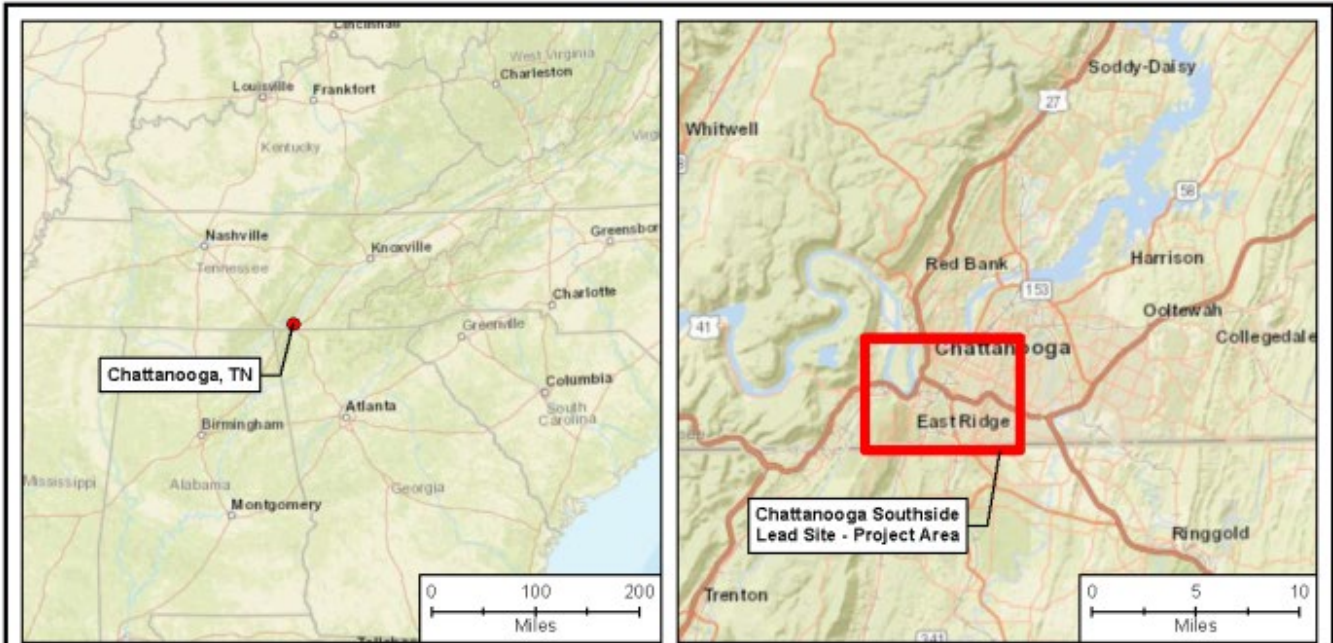 Cincinnati
West Virginia
Charleston
Louisville
Frankfort
Kentucky
Nashville
Tennessee
Knoxville
Greensbor
Charlotte
Greenville
Chattanooga, TN
Columbia
South
Carolina
Atlanta
Birmingham
Mississippi
Alabama
Georgia
Montgomery
0 100 200
Miles
Soddy-Daisy
27
Whitwell
58
Red Bank
Harrison
153
Ooltewah
41
Collegedale
Chattanooga
East Ridge
Chattanooga Southside
Lead Site - Project Area
Ringgold
Trenton
341
0 5 10
Miles